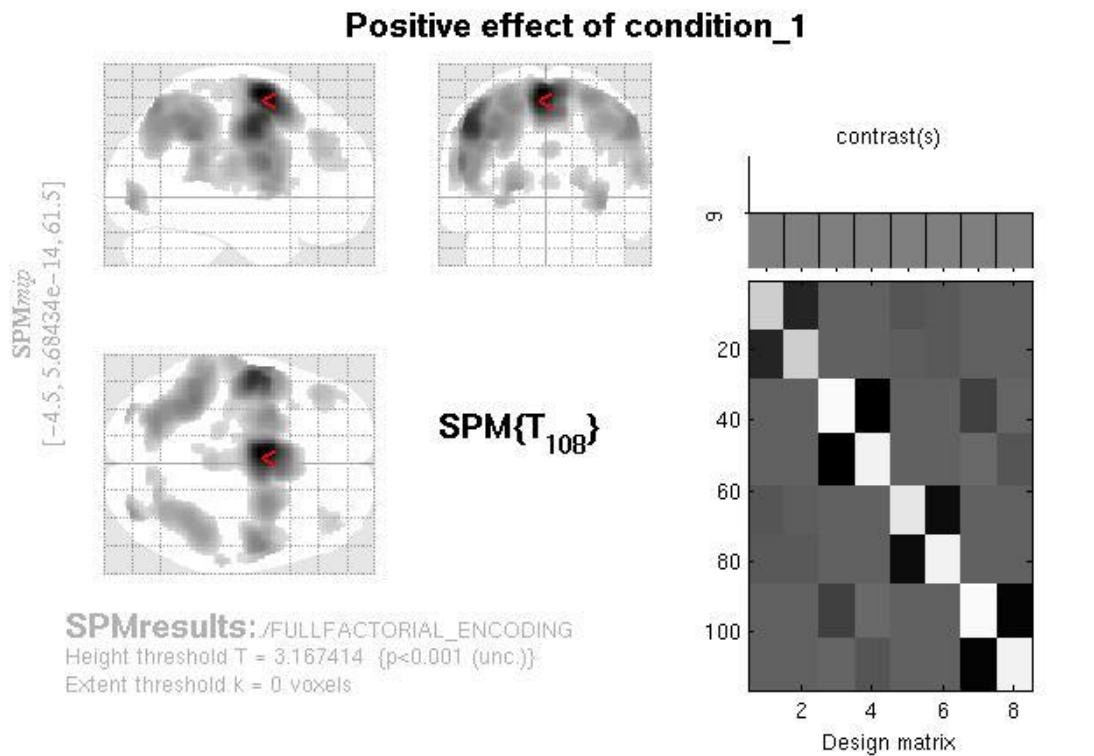 Positive effect of condition_1
SPMmip
[−4.5, 5.68434e−14, 61.5]
<
<
<
SPM{T108}
contrast(s)
9
20
40
60
80
100
2 4 6 8
Design matrix
SPMresults: ./FULLFACTORIAL_ENCODING
Height threshold T = 3.167414 {p<0.001 (unc.)}
Extent threshold k = 0 voxels